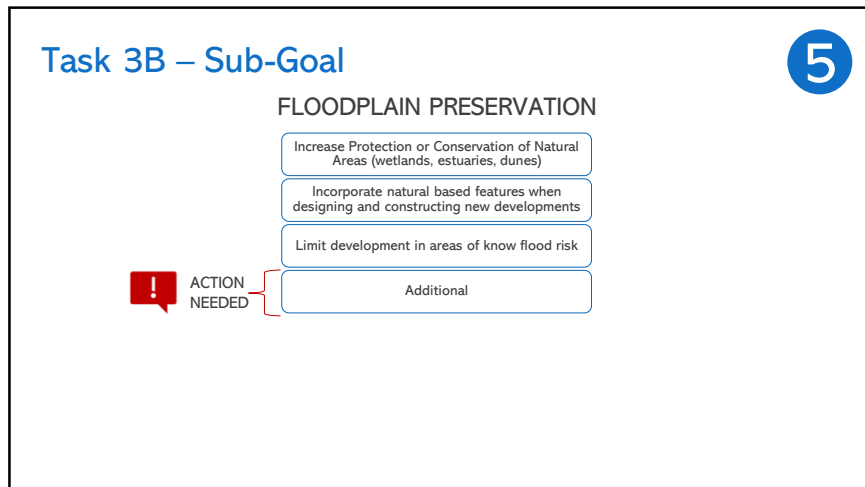 Task 3B – Sub-Goal
5
FLOODPLAIN PRESERVATION
Increase Protection or Conservation of Natural
Areas (wetlands, estuaries, dunes)
Incorporate natural based features when
designing and constructing new developments
Limit development in areas of know flood risk
!
ACTION
NEEDED
Additional